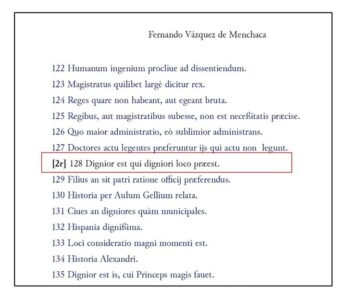 Fernando Vázquez de Menchaca
122 Humanum ingenium procliue ad dissentiendum.
123 Magistratus quilibet largè dicitur rex.
124 Reges quare non habeant, aut egeant bruta.
125 Regibus, aut magistratibus subesse, non est neceßitatis præcise.
126 Quo maior administratio, eò sublimior administrans.
127 Doctores actu legentes præferuntur ijs qui actu non legunt.
[2r] 128 Dignior est qui digniori loco præest.
129 Filius an sit patri ratione officij præferendus.
130 Historia per Aulum Gellium relata.
131 Ciues an digniores quàm municipales.
132 Hispania dignißima.
133 Loci consideratio magni momenti est.
134 Historia Alexandri.
135 Dignior est is, cui Princeps magis fauet.